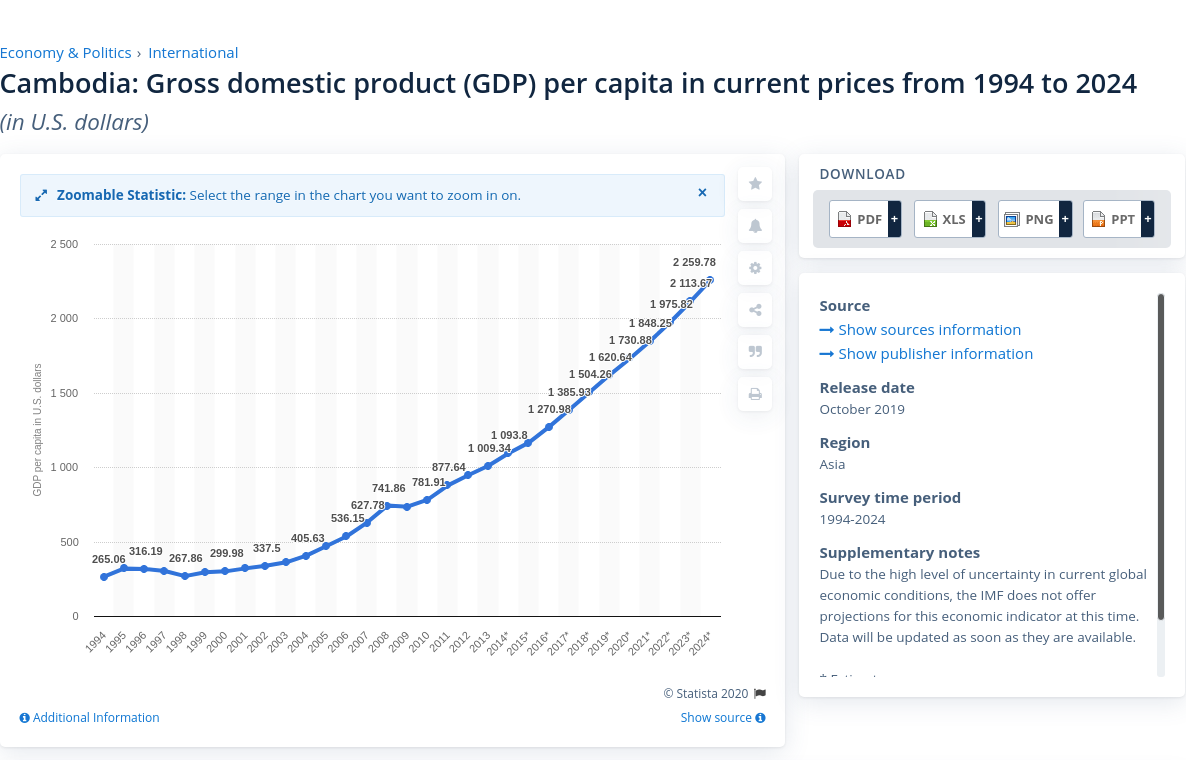 Economy & Politics › International
Cambodia: Gross domestic product (GDP) per capita in current prices from 1994 to 2024
(in U.S. dollars)
Zoomable Statistic: Select the range in the chart you want to zoom in on.
×
GDP per capita in U.S. dollars
2 500
2 000
1 500
1 000
500
0
265.06
316.19
267.86
299.98
337.5
405.63
536.15
627.78
741.86
781.91
877.64
1 009.34
1 093.8
1 270.98
1 385.93
1 504.26
1 620.64
1 730.88
1 848.25
1 975.82
2 113.67
2 259.78
1994
1995
1996
1997
1998
1999
2000
2001
2002
2003
2004
2005
2006
2007
2008
2009
2010
2011
2012
2013
2014*
2015*
2016*
2017*
2018*
2019*
2020*
2021*
2022*
2023*
2024*
© Statista 2020
Additional Information
Show source
DOWNLOAD
PDF +
XLS +
PNG +
PPT +
Source
Show sources information
Show publisher information
Release date
October 2019
Region
Asia
Survey time period
1994-2024
Supplementary notes
Due to the high level of uncertainty in current global
economic conditions, the IMF does not offer
projections for this economic indicator at this time.
Data will be updated as soon as they are available.